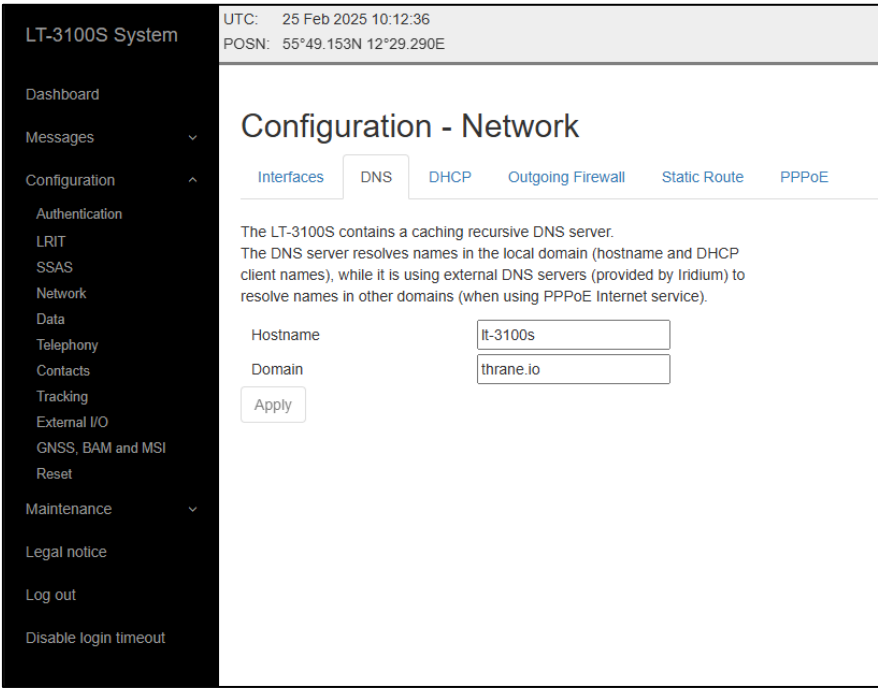 LT-3100S System
UTC: 25 Feb 2025 10:12:36
POSN: 55°49.153N 12°29.290E
Dashboard
Messages
Configuration
Authentication
LRIT
SSAS
Network
Data
Telephony
Contacts
Tracking
External I/O
GNSS, BAM and MSI
Reset
Maintenance
Legal notice
Log out
Disable login timeout
Configuration - Network
Interfaces DNS DHCP Outgoing Firewall Static Route PPPoE
The LT-3100S contains a caching recursive DNS server.
The DNS server resolves names in the local domain (hostname and DHCP
client names), while it is using external DNS servers (provided by Iridium) to
resolve names in other domains (when using PPPoE Internet service).
Hostname lt-3100s
Domain thrane.io
Apply